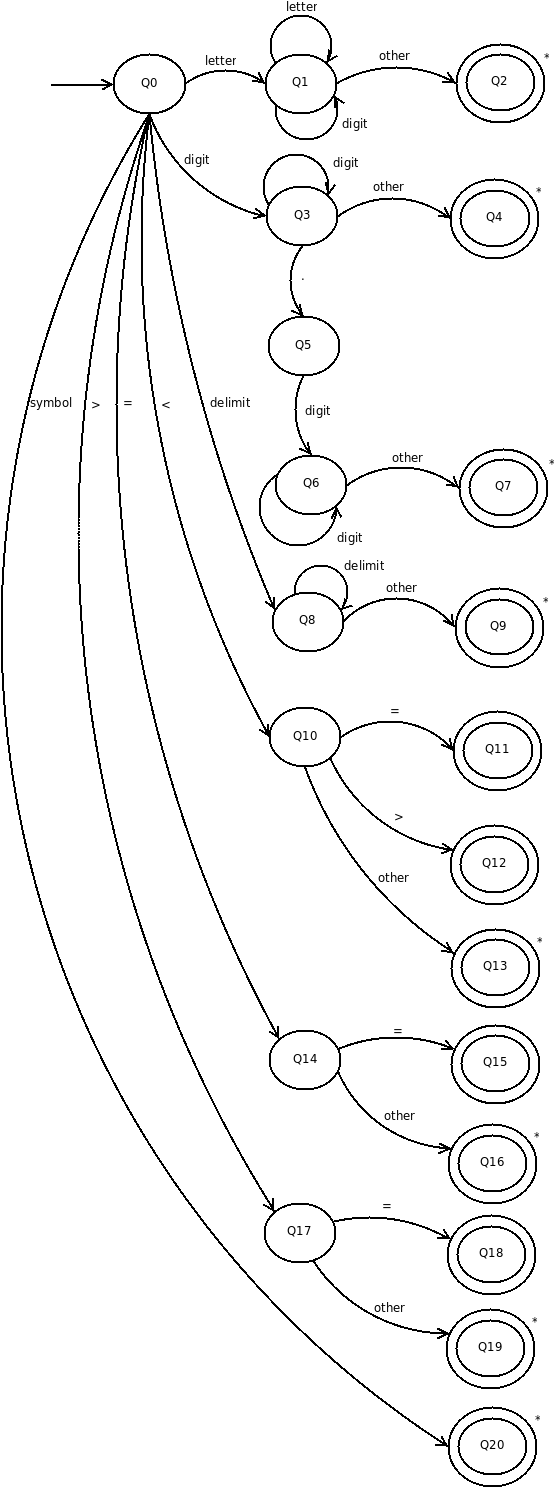 letter
Q0
letter
Q1
other
Q2
*
digit
digit
digit
Q3
other
Q4
*
.
Q5
symbol
>
=
<
delimit
digit
Q6
other
Q7
*
digit
delimit
Q8
other
Q9
*
Q10
=
Q11
>
Q12
other
Q13
*
Q14
=
Q15
other
Q16
*
Q17
=
Q18
other
Q19
*
Q20
*